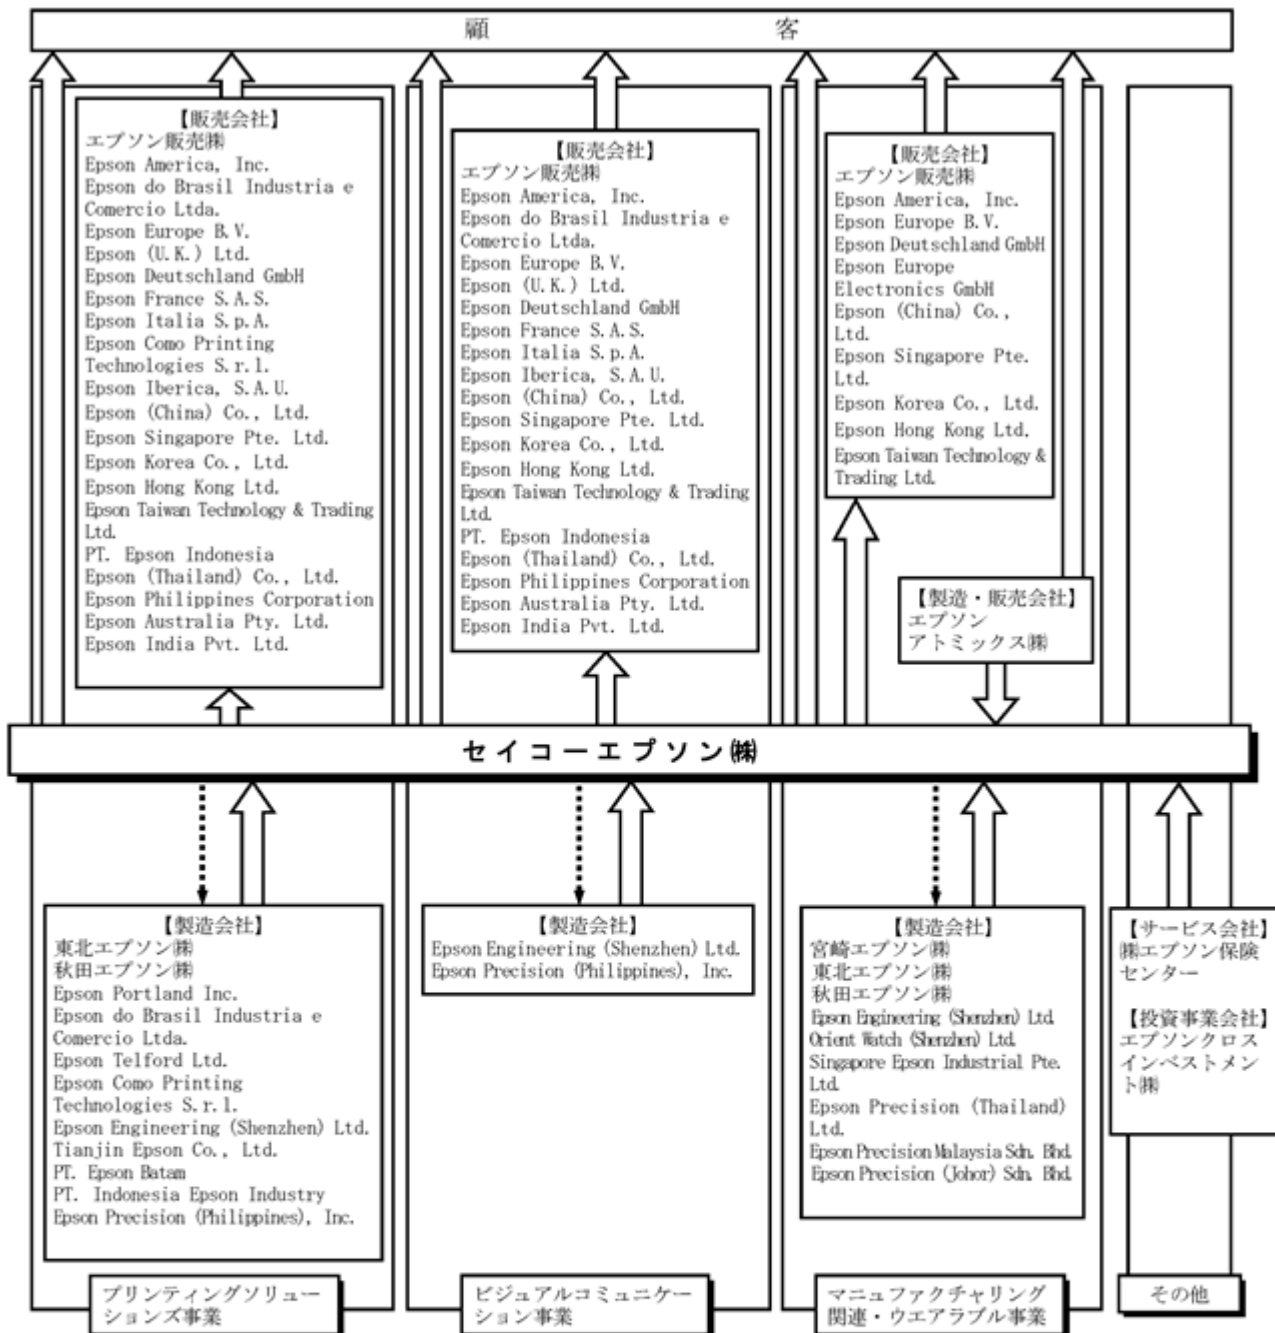 顧 客
【販売会社】
エプソン販売㈱
Epson America, Inc.
Epson do Brasil Industria e
Comercio Ltda.
Epson Europe B.V.
Epson (U.K.) Ltd.
Epson Deutschland GmbH
Epson France S.A.S.
Epson Italia S.p.A.
Epson Como Printing
Technologies S.r.l.
Epson Iberica, S.A.U.
Epson (China) Co., Ltd.
Epson Singapore Pte. Ltd.
Epson Korea Co., Ltd.
Epson Hong Kong Ltd.
Epson Taiwan Technology & Trading
Ltd.
PT. Epson Indonesia
Epson (Thailand) Co., Ltd.
Epson Philippines Corporation
Epson Australia Pty. Ltd.
Epson India Pvt. Ltd.
【販売会社】
エプソン販売㈱
Epson America, Inc.
Epson do Brasil Industria e
Comercio Ltda.
Epson Europe B.V.
Epson (U.K.) Ltd.
Epson Deutschland GmbH
Epson France S.A.S.
Epson Italia S.p.A.
Epson Iberica, S.A.U.
Epson (China) Co., Ltd.
Epson Singapore Pte. Ltd.
Epson Korea Co., Ltd.
Epson Hong Kong Ltd.
Epson Taiwan Technology & Trading
Ltd.
PT. Epson Indonesia
Epson (Thailand) Co., Ltd.
Epson Philippines Corporation
Epson Australia Pty. Ltd.
Epson India Pvt. Ltd.
【販売会社】
エプソン販売㈱
Epson America, Inc.
Epson Europe B.V.
Epson Deutschland GmbH
Epson Europe
Electronics GmbH
Epson (China) Co.,
Ltd.
Epson Singapore Pte.
Ltd.
Epson Korea Co., Ltd.
Epson Hong Kong Ltd.
Epson Taiwan Technology &
Trading Ltd.
【製造・販売会社】
エプソン
アトミックス㈱
セイコーエプソン㈱
【製造会社】
東北エプソン㈱
秋田エプソン㈱
Epson Portland Inc.
Epson do Brasil Industria e
Comercio Ltda.
Epson Telford Ltd.
Epson Como Printing
Technologies S.r.l.
Epson Engineering (Shenzhen) Ltd.
Tianjin Epson Co., Ltd.
PT. Epson Batam
PT. Indonesia Epson Industry
Epson Precision (Philippines), Inc.
【製造会社】
Epson Engineering (Shenzhen) Ltd.
Epson Precision (Philippines), Inc.
【製造会社】
宮崎エプソン㈱
東北エプソン㈱
秋田エプソン㈱
Epson Engineering (Shenzhen) Ltd.
Orient Watch (Shenzhen) Ltd.
Singapore Epson Industrial Pte.
Ltd.
Epson Precision (Thailand)
Ltd.
Epson Precision Malaysia Sdn. Bhd.
Epson Precision (Johor) Sdn. Bhd.
【サービス会社】
㈱エプソン保険
センター
【投資事業会社】
エプソンクロス
インベストメン
ト㈱
プリンティングソリュー
ションズ事業
ビジュアルコミュニケー
ション事業
マニュファクチャリング
関連・ウエアラブル事業
その他